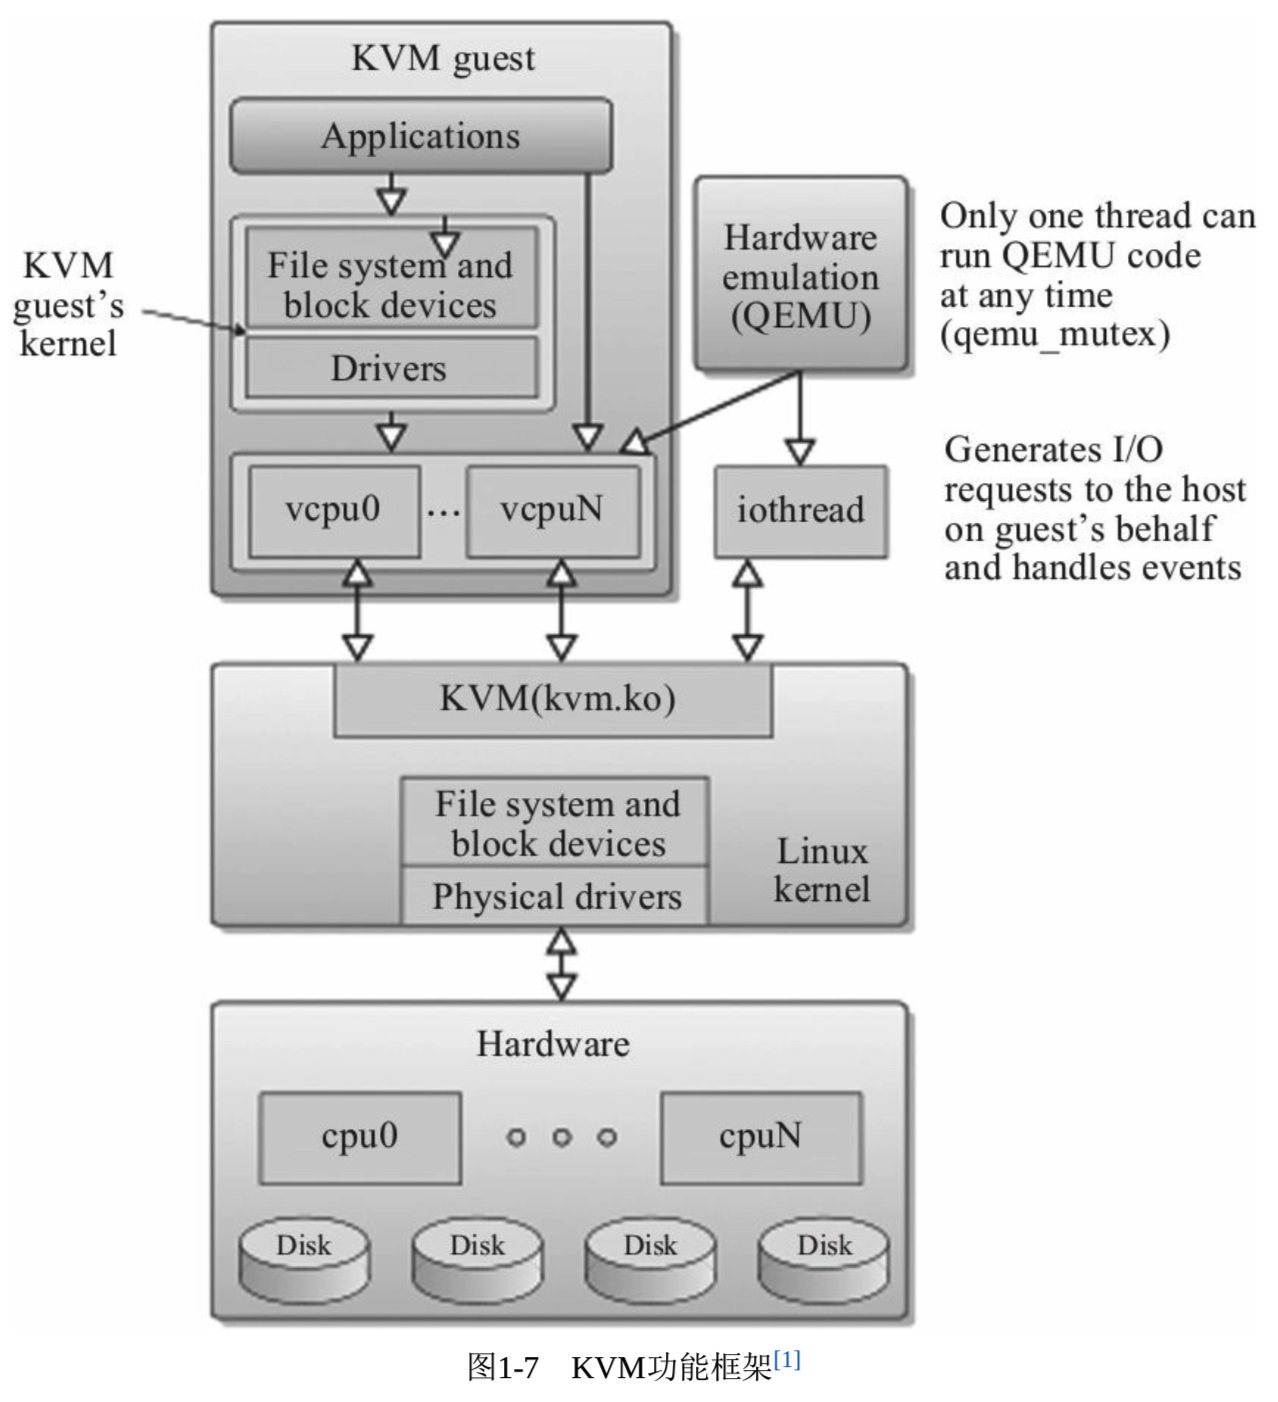 KVM guest
Applications
File system and
block devices
Drivers
KVM
guest's
kernel
vcpu0
...
vcpuN
Hardware
emulation
(QEMU)
Only one thread can
run QEMU code
at any time
(qemu_mutex)
iothread
Generates I/O
requests to the host
on guest's behalf
and handles events
KVM(kvm.ko)
File system and
block devices
Physical drivers
Linux
kernel
Hardware
cpu0
cpuN
Disk
Disk
Disk
Disk
图1-7 KVM功能框架[1]